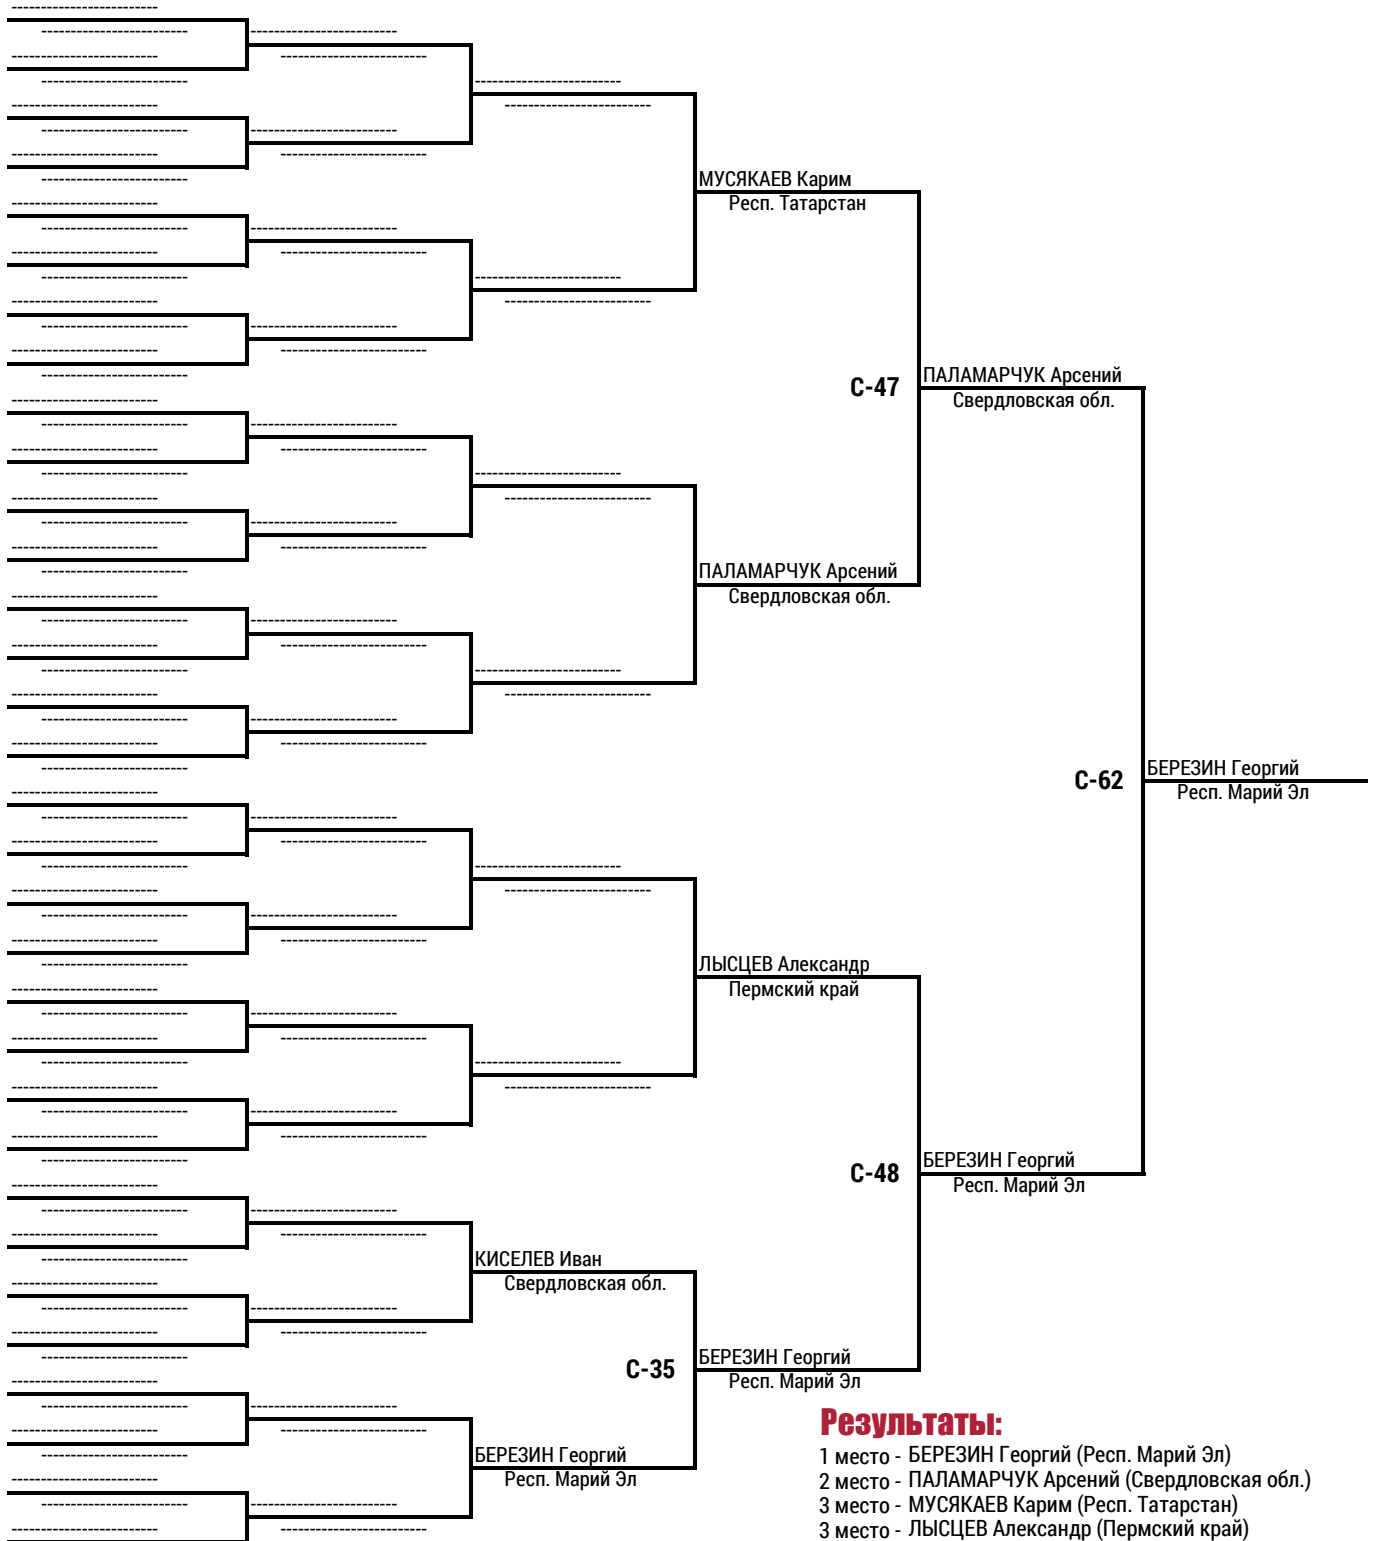 МУСЯКАЕВ Карим
Респ. Татарстан
С-47
ПАЛАМАРЧУК Арсений
Свердловская обл.
ПАЛАМАРЧУК Арсений
Свердловская обл.
С-62
БЕРЕЗИН Георгий
Респ. Марий Эл
ЛЫСЦЕВ Александр
Пермский край
С-48
БЕРЕЗИН Георгий
Респ. Марий Эл
КИСЕЛЕВ Иван
Свердловская обл.
С-35
БЕРЕЗИН Георгий
Респ. Марий Эл
БЕРЕЗИН Георгий
Респ. Марий Эл
Результаты:
1 место - БЕРЕЗИН Георгий (Респ. Марий Эл)
2 место - ПАЛАМАРЧУК Арсений (Свердловская обл.)
3 место - МУСЯКАЕВ Карим (Респ. Татарстан)
3 место - ЛЫСЦЕВ Александр (Пермский край)